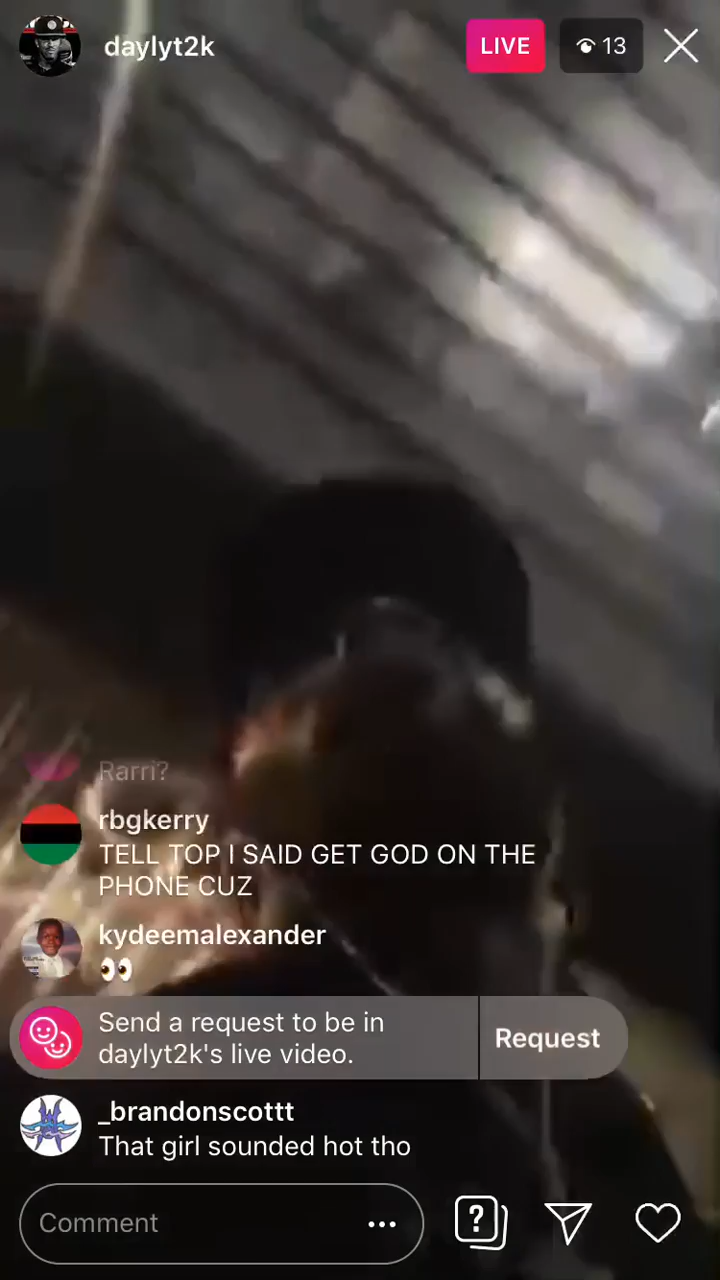 daylyt2k
LIVE
13
Rarri?
rbgkerry
TELL TOP I SAID GET GOD ON THE
PHONE CUZ
kydeemalexander
👀
Send a request to be in
daylyt2k's live video.
Request
_brandonscottt
That girl sounded hot tho
Comment
?